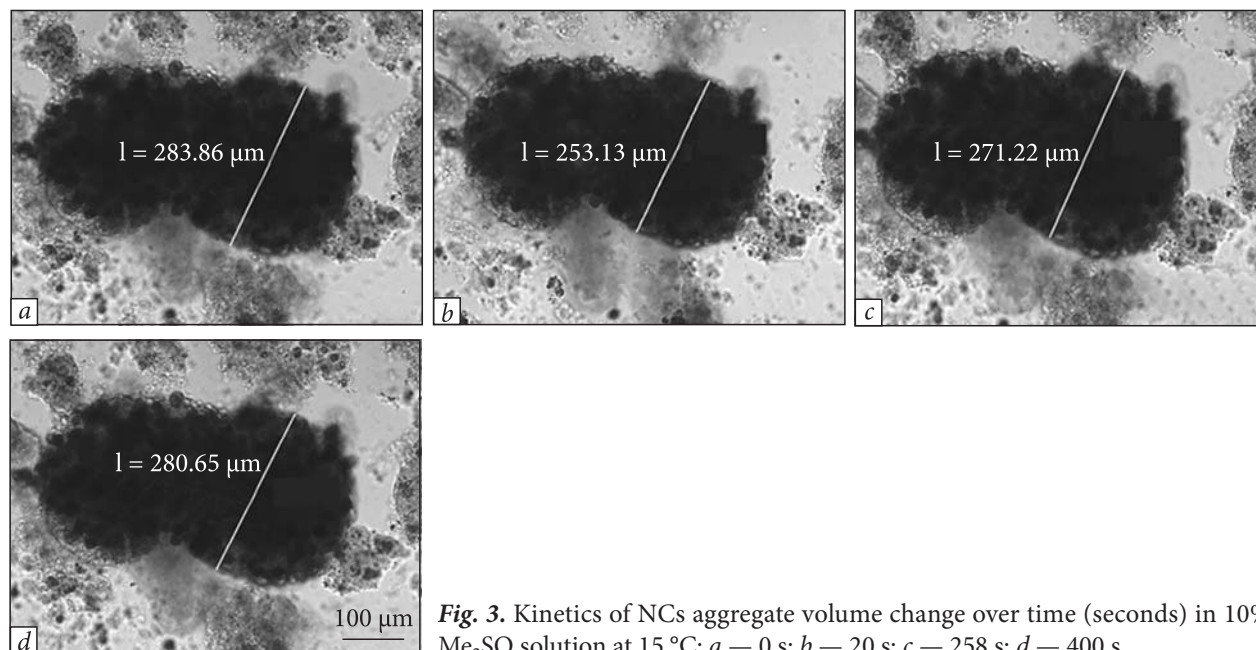 l = 283.86 μm
l = 253.13 μm
l = 271.22 μm
a
b
c
l = 280.65 μm
100 μm
d
Fig. 3. Kinetics of NCs aggregate volume change over time (seconds) in 10%
Me₂SO solution at 15 °C: a — 0 s; b — 20 s; c — 258 s; d — 400 s